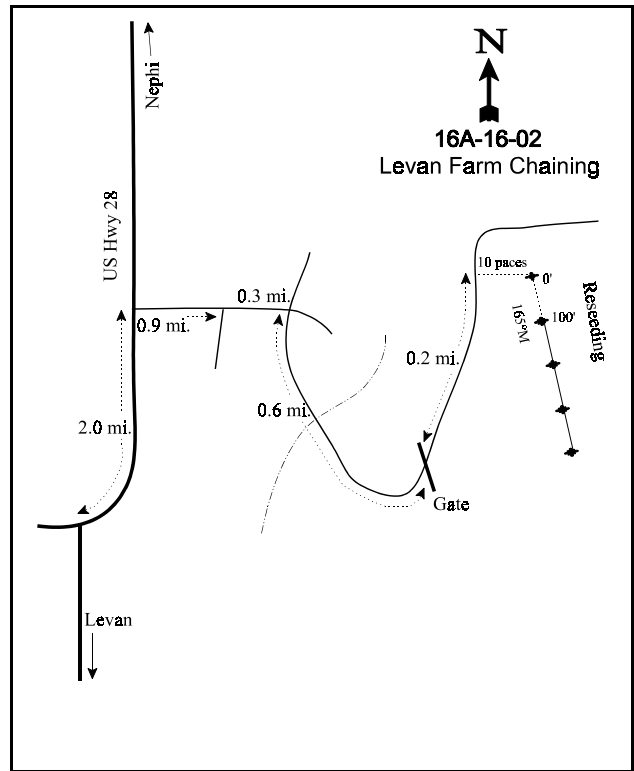 N
16A-16-02
Levan Farm Chaining
Nephi
US Hwy 28
10 paces
0'
Reseeding
0.3 mi.
0.9 mi.
165°M
100'
0.2 mi.
0.6 mi.
2.0 mi.
Gate
Levan